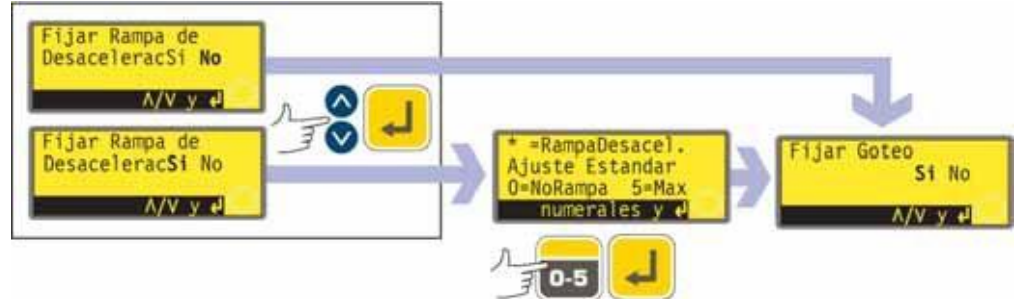 Fijar Rampa de
DesaceleracSi No
Λ/V y ↲
Fijar Rampa de
DesaceleracSi No
Λ/V y ↲
* =RampaDesacel.
Ajuste Estandar
0=NoRampa 5=Max
numerales y ↲
0-5
Fijar Goteo
Si No
Λ/V y ↲